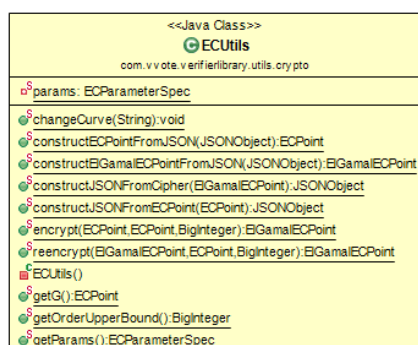 <<Java Class>>
ECUtils
com.vvote.verifierlibrary.utils.crypto
params: ECParameterSpec
changeCurve(String):void
constructECPointFromJSON(JSONObject):ECPoint
constructElGamalECPointFromJSON(JSONObject):ElGamalECPoint
constructJSONFromCipher(ElGamalECPoint):JSONObject
constructJSONFromECPoint(ECPoint):JSONObject
encrypt(ECPoint,ECPoint,BigInteger):ElGamalECPoint
reencrypt(ElGamalECPoint,ECPoint,BigInteger):ElGamalECPoint
ECUtils()
getG():ECPoint
getOrderUpperBound():BigInteger
getParams():ECParameterSpec